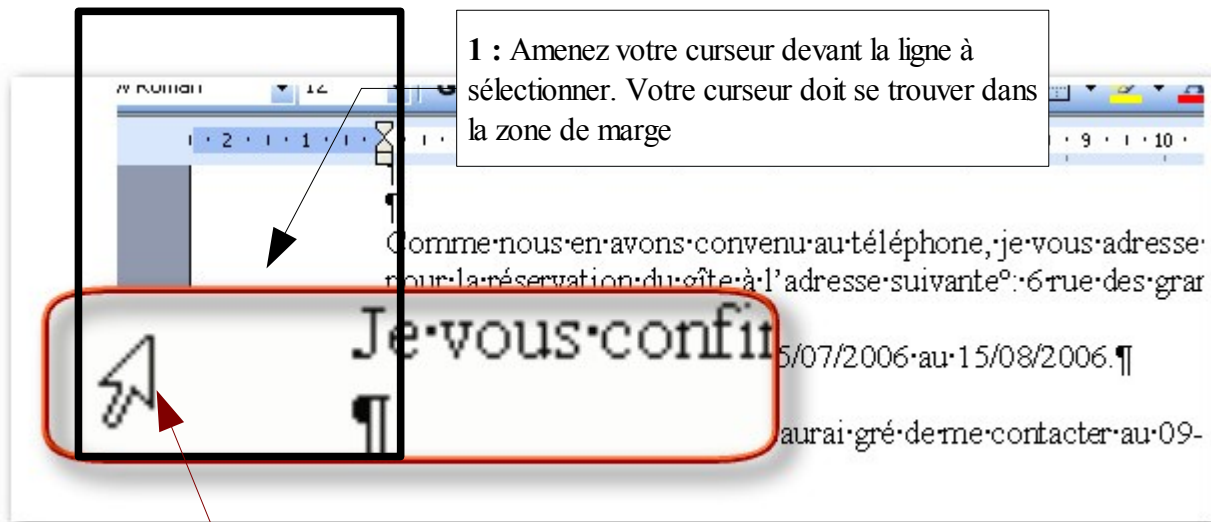 1 : Amenez votre curseur devant la ligne à
sélectionner. Votre curseur doit se trouver dans
la zone de marge
12
2 1 9 10
¶
¶
Comme·nous·en·avons·convenu·au·téléphone,·je·vous·adresse·
pour·la·réservation·du·gîte·à·l’adresse·suivante°:·6·rue·des·gran
Je·vous·confir
5/07/2006·au·15/08/2006.¶
¶
aurai·gré·de·me·contacter·au·09-